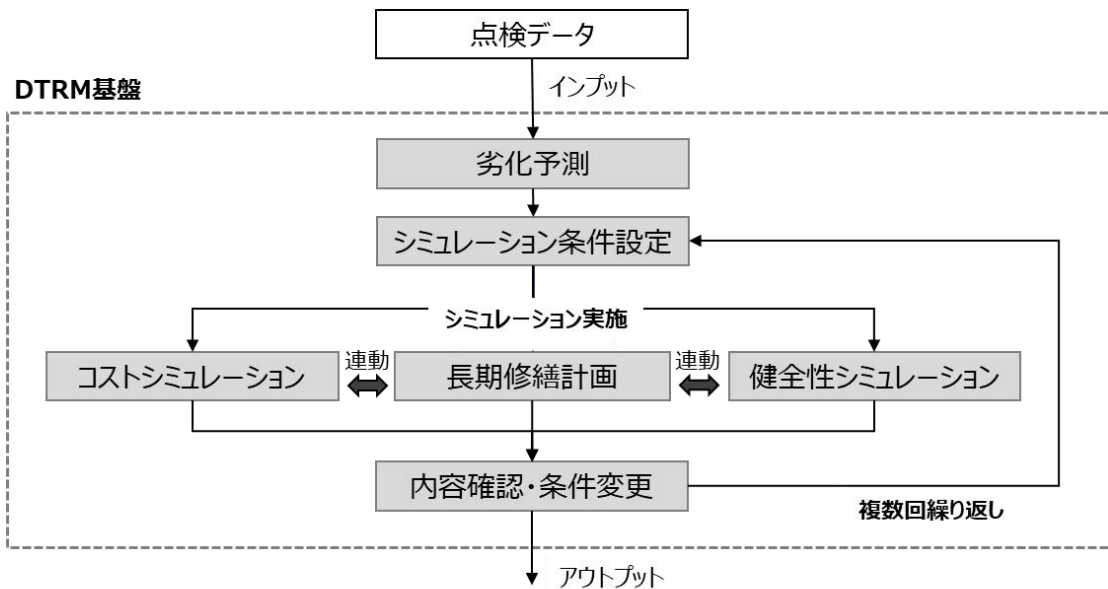 点検データ
インプット
DTRM基盤
劣化予測
シミュレーション条件設定
シミュレーション実施
コストシミュレーション
連動
長期修繕計画
連動
健全性シミュレーション
内容確認・条件変更
複数回繰り返し
アウトプット